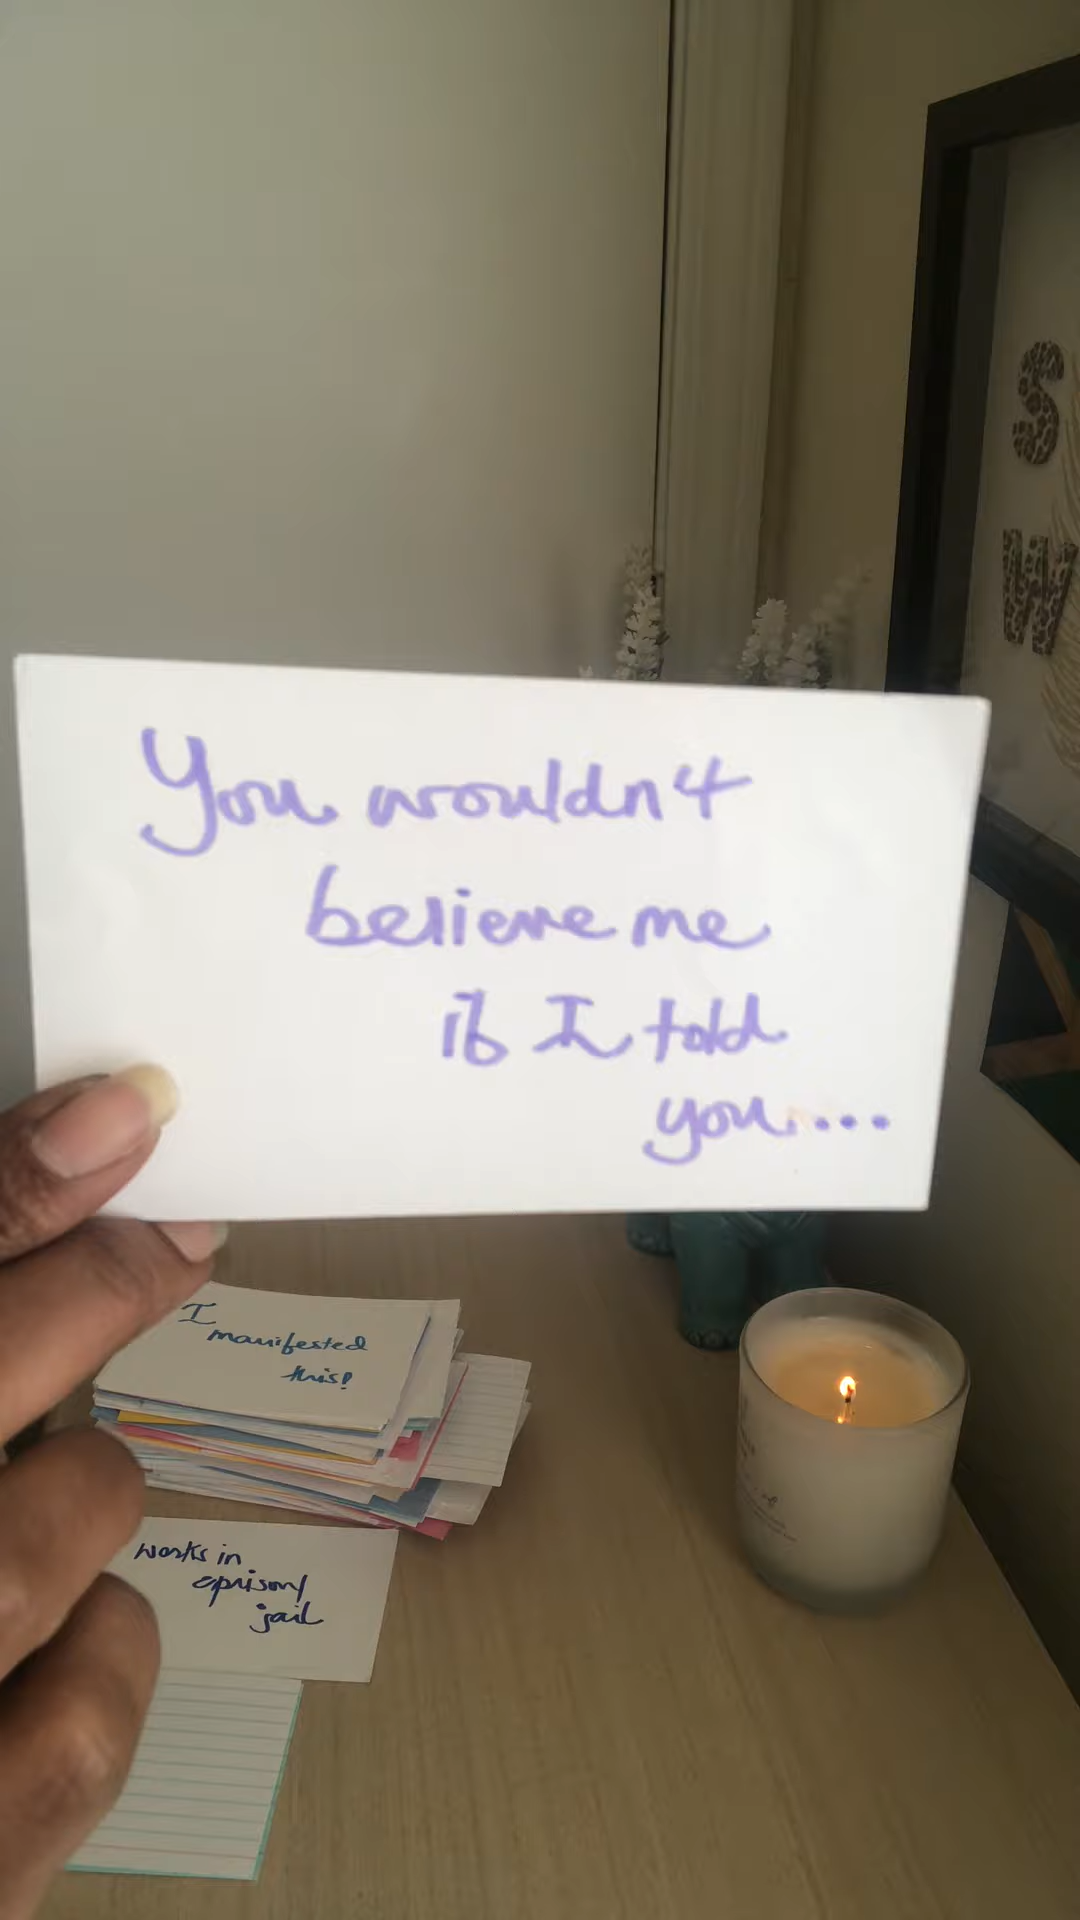 You wouldn't
believe me
if I told
you....
I
manifested
this!
works in
a prison/
jail
S
W